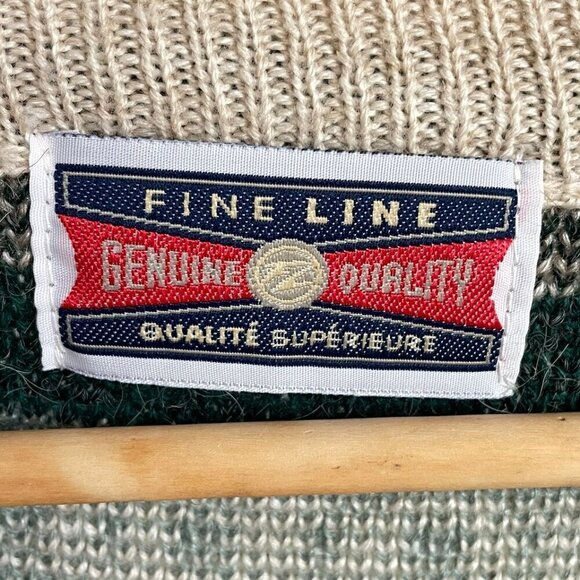 FINE LINE
GENUINE QUALITY
QUALITÉ SUPÉRIEURE